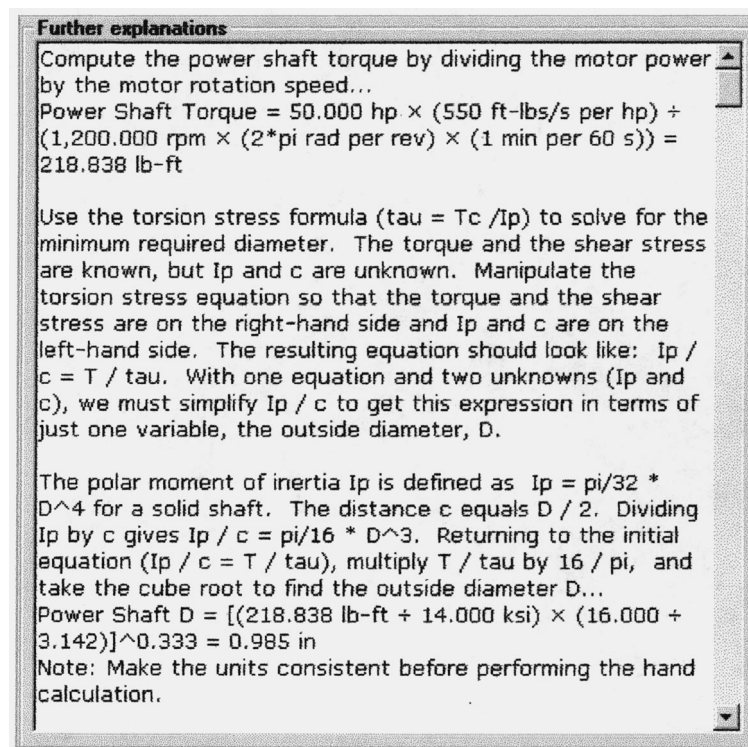 Further explanations
Compute the power shaft torque by dividing the motor power
by the motor rotation speed...
Power Shaft Torque = 50.000 hp × (550 ft-lbs/s per hp) ÷
(1,200.000 rpm × (2*pi rad per rev) × (1 min per 60 s)) =
218.838 lb-ft
Use the torsion stress formula (tau = Tc /Ip) to solve for the
minimum required diameter.  The torque and the shear stress
are known, but Ip and c are unknown.  Manipulate the
torsion stress equation so that the torque and the shear
stress are on the right-hand side and Ip and c are on the
left-hand side.  The resulting equation should look like:  Ip /
c = T / tau.  With one equation and two unknowns (Ip and
c), we must simplify Ip / c to get this expression in terms of
just one variable, the outside diameter, D.
The polar moment of inertia Ip is defined as  Ip = pi/32 *
D^4 for a solid shaft.  The distance c equals D / 2.  Dividing
Ip by c gives Ip / c = pi/16 * D^3.  Returning to the initial
equation (Ip / c = T / tau), multiply T / tau by 16 / pi,  and
take the cube root to find the outside diameter D...
Power Shaft D = [(218.838 lb-ft ÷ 14.000 ksi) × (16.000 ÷
3.142)]^0.333 = 0.985 in
Note: Make the units consistent before performing the hand
calculation.